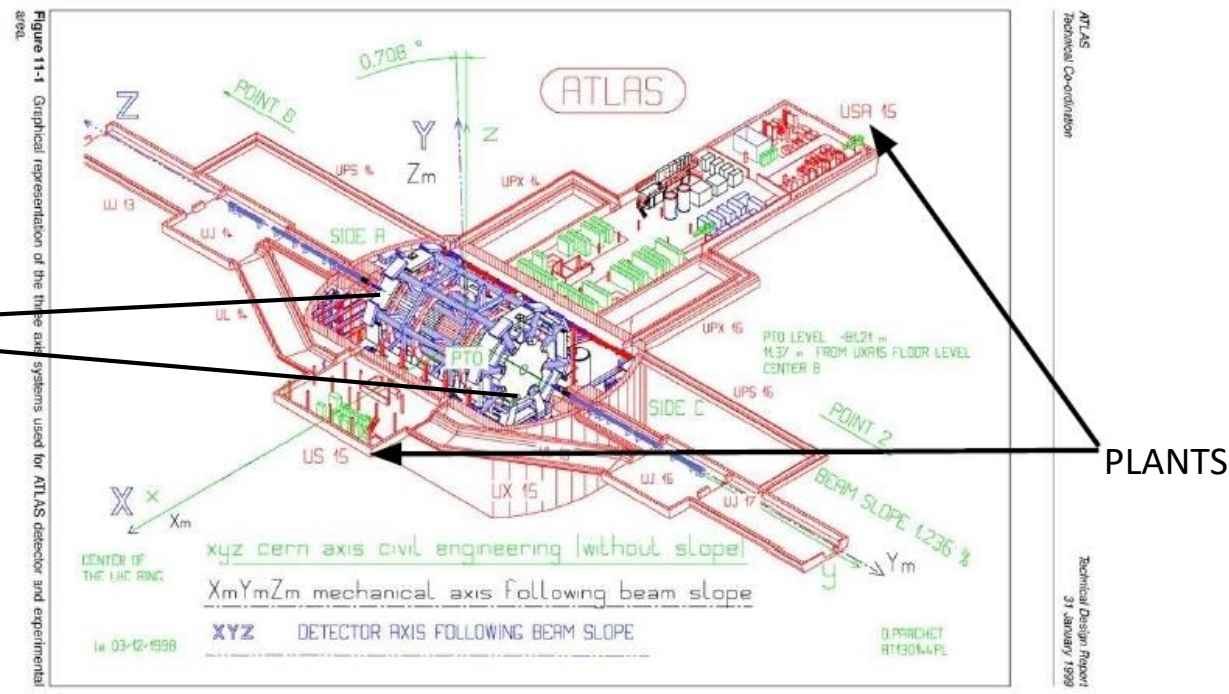 ATLAS
Technical Co-ordination
Technical Design Report
31 January 1999
0.708 °
ATLAS
USA 15
POINT 8
Z
Y
z
Zm
UPS 14
UPX 14
UJ 13
UJ 14
SIDE A
UL 14
UPX 16
PTO LEVEL -81.21 m
11.37 m FROM UXA15 FLOOR LEVEL
CENTER B
PTO
UPS 16
SIDE C
POINT 2
PLANTS
US 15
UJ 16
UX 15
UJ 17
BEAM SLOPE 1.236 %
X
x
Xm
Ym
y
CENTER OF
THE LHC RING
xyz cern axis civil engineering (without slope)
XmYmZm mechanical axis following beam slope
XYZ DETECTOR AXIS FOLLOWING BEAM SLOPE
le 03-12-1998
D.PARCHET
Figure 11-1 Graphical representation of the three axis systems used for ATLAS detector and experimental
area.